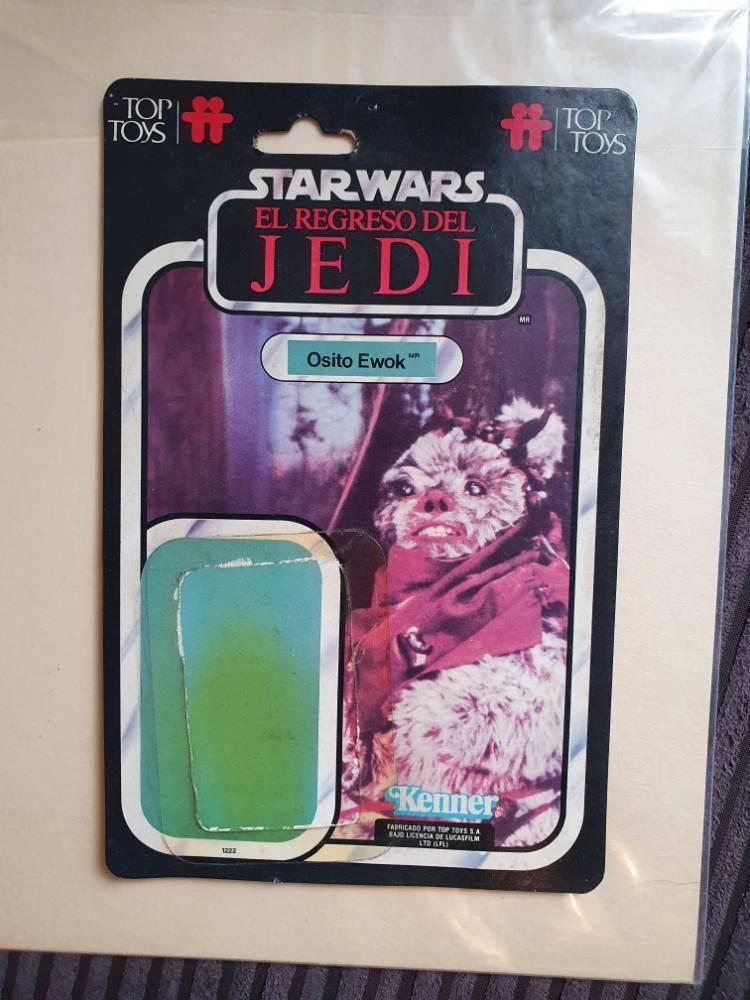 TOP
TOYS
TOP
TOYS
STAR WARS
EL REGRESO DEL
JEDI
MR
Osito Ewok MR
Kenner
FABRICADO POR TOP TOYS S.A.
BAJO LICENCIA DE LUCASFILM
LTD (LFL)
1222